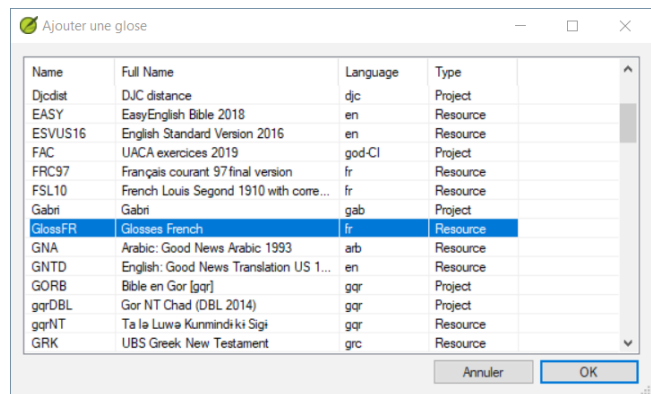 Ajouter une glose
Name Full Name Language Type
Djcdist DJC distance djc Project
EASY EasyEnglish Bible 2018 en Resource
ESVUS16 English Standard Version 2016 en Resource
FAC UACA exercices 2019 god-CI Project
FRC97 Français courant 97 final version fr Resource
FSL10 French Louis Segond 1910 with corre... fr Resource
Gabri Gabri gab Project
GlossFR Glosses French fr Resource
GNA Arabic: Good News Arabic 1993 arb Resource
GNTD English: Good News Translation US 1... en Resource
GORB Bible en Gor [gqr] gqr Project
gqrDBL Gor NT Chad (DBL 2014) gqr Project
gqrNT Ta lə Luwə Kunmindɨ kɨ Sigɨ gqr Resource
GRK UBS Greek New Testament grc Resource
Annuler OK